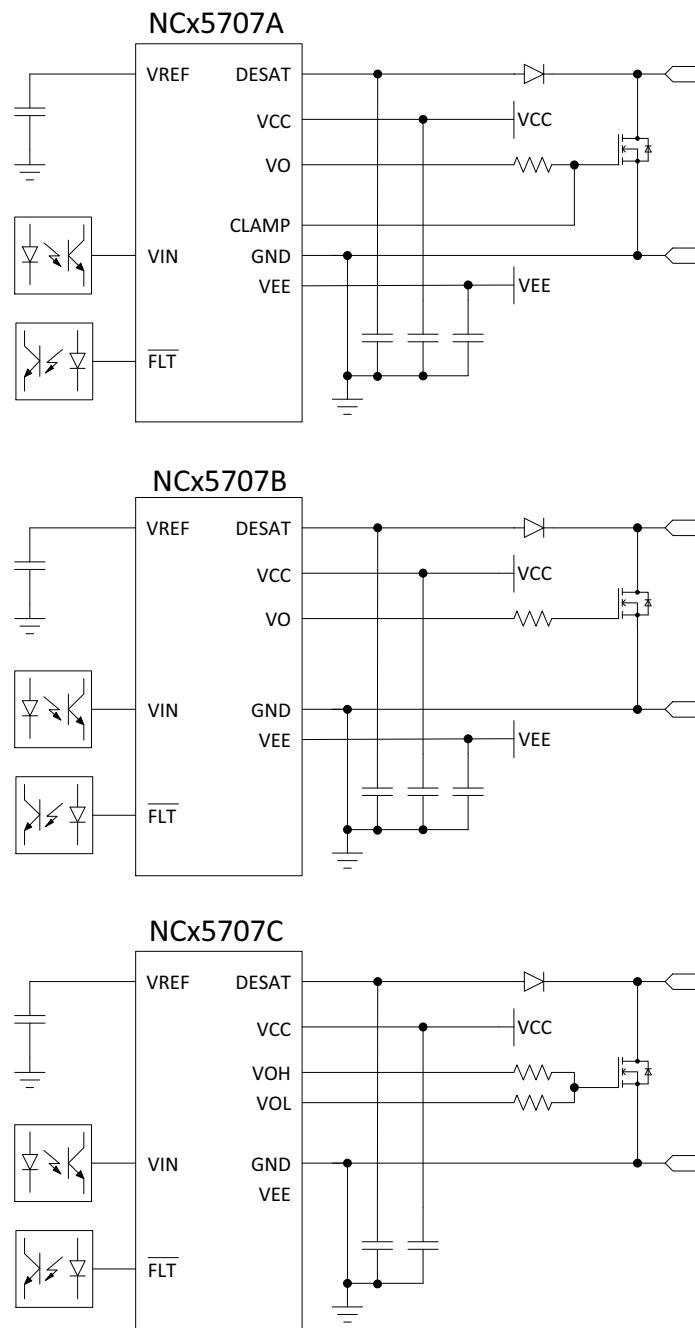 NCx5707A
VREF
DESAT
VCC
VCC
VO
CLAMP
VIN
GND
VEE
VEE
FLT
NCx5707B
VREF
DESAT
VCC
VCC
VO
VIN
GND
VEE
VEE
FLT
NCx5707C
VREF
DESAT
VCC
VCC
VOH
VOL
VIN
GND
VEE
FLT